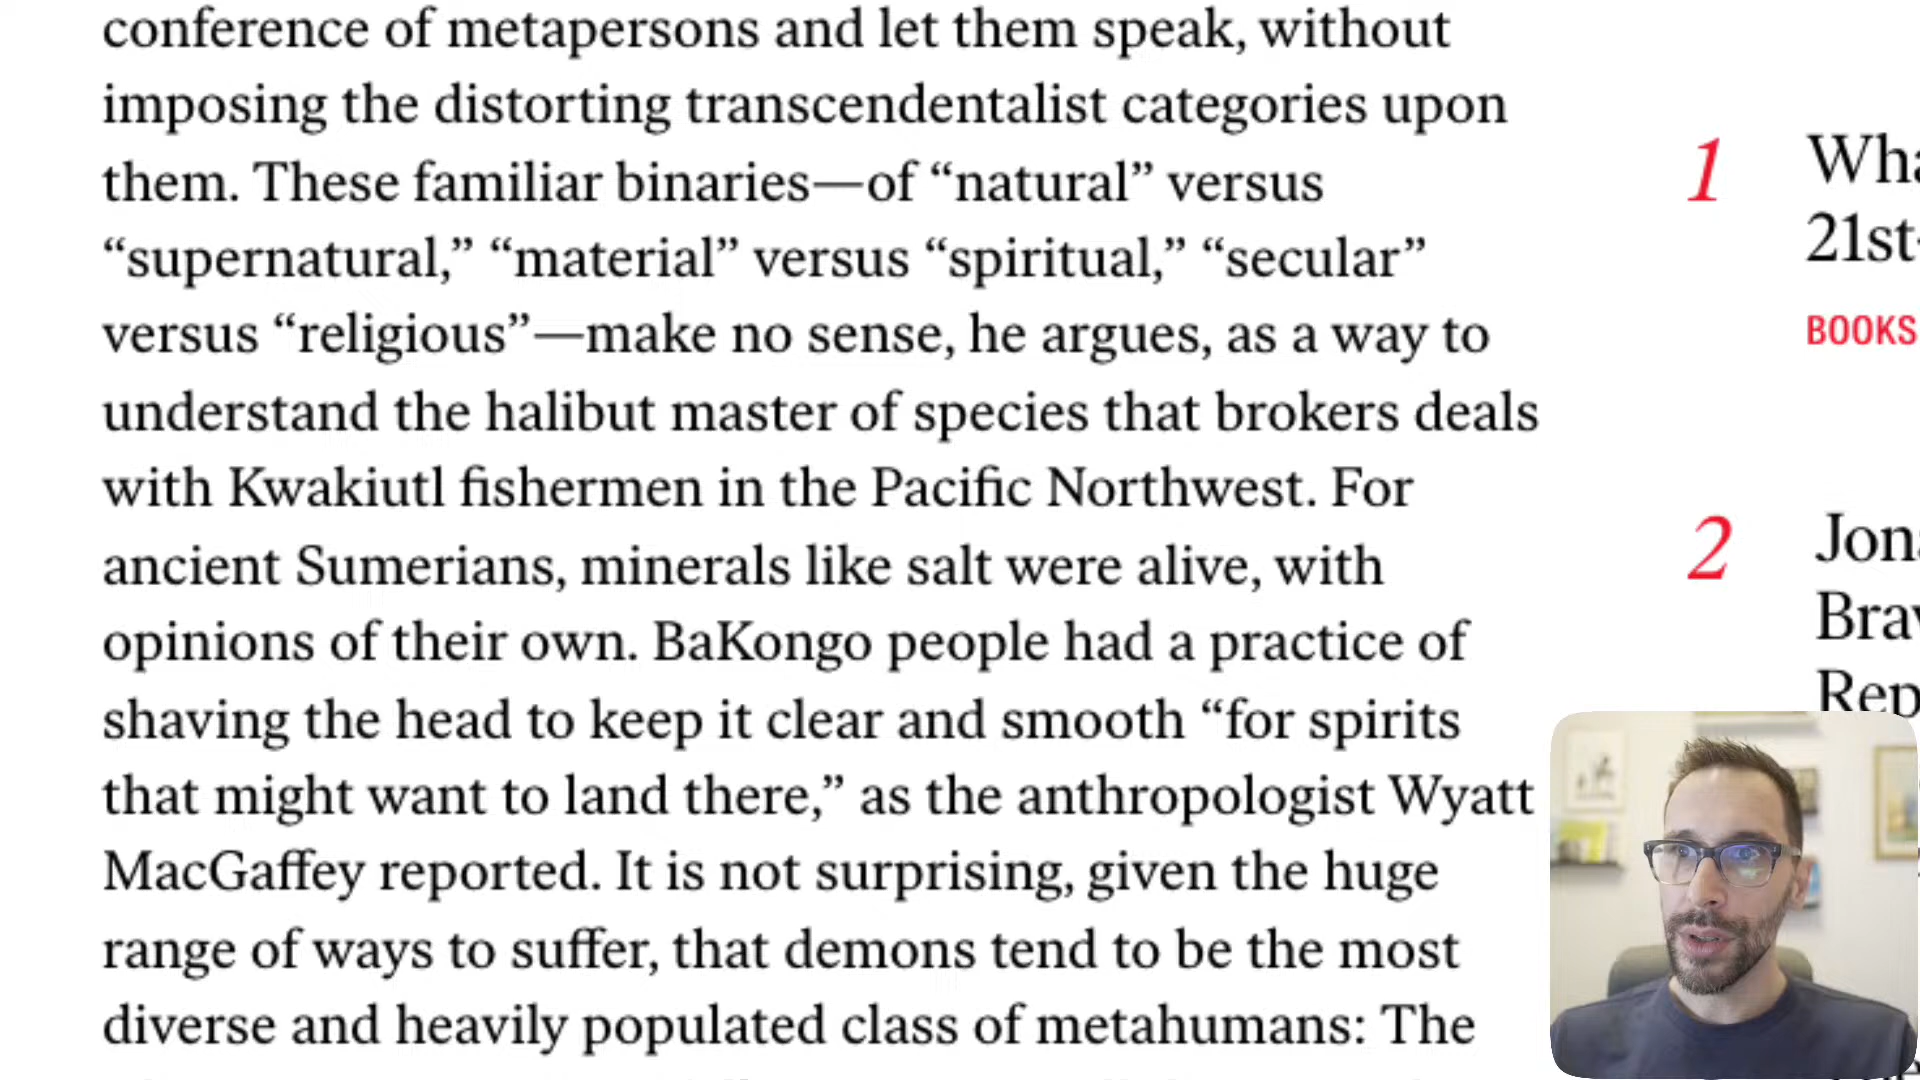 conference of metapersons and let them speak, without
imposing the distorting transcendentalist categories upon
them. These familiar binaries—of “natural” versus
“supernatural,” “material” versus “spiritual,” “secular”
versus “religious”—make no sense, he argues, as a way to
understand the halibut master of species that brokers deals
with Kwakiutl fishermen in the Pacific Northwest. For
ancient Sumerians, minerals like salt were alive, with
opinions of their own. BaKongo people had a practice of
shaving the head to keep it clear and smooth “for spirits
that might want to land there,” as the anthropologist Wyatt
MacGaffey reported. It is not surprising, given the huge
range of ways to suffer, that demons tend to be the most
diverse and heavily populated class of metahumans: The
1
21st-
BOOKS
2